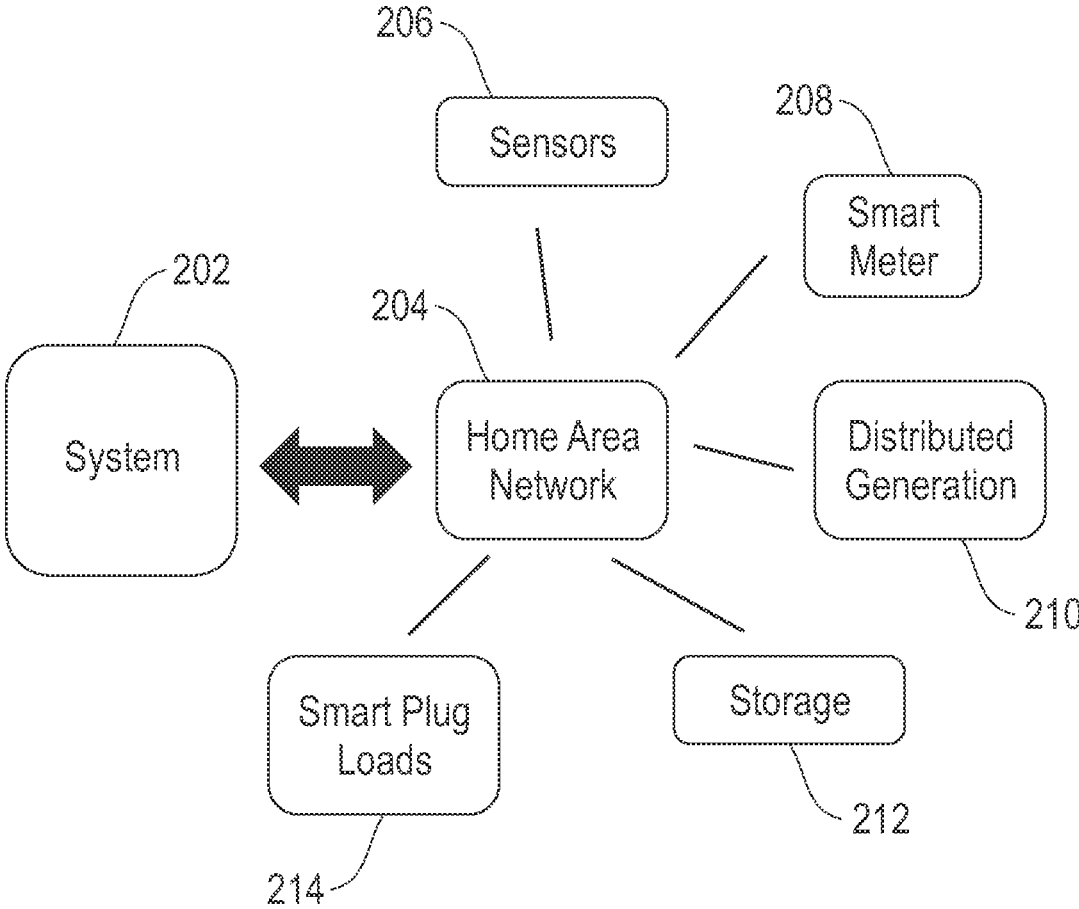 206
Sensors
208
Smart
Meter
202
204
System
Home Area
Network
Distributed
Generation
210
Smart Plug
Loads
Storage
212
214